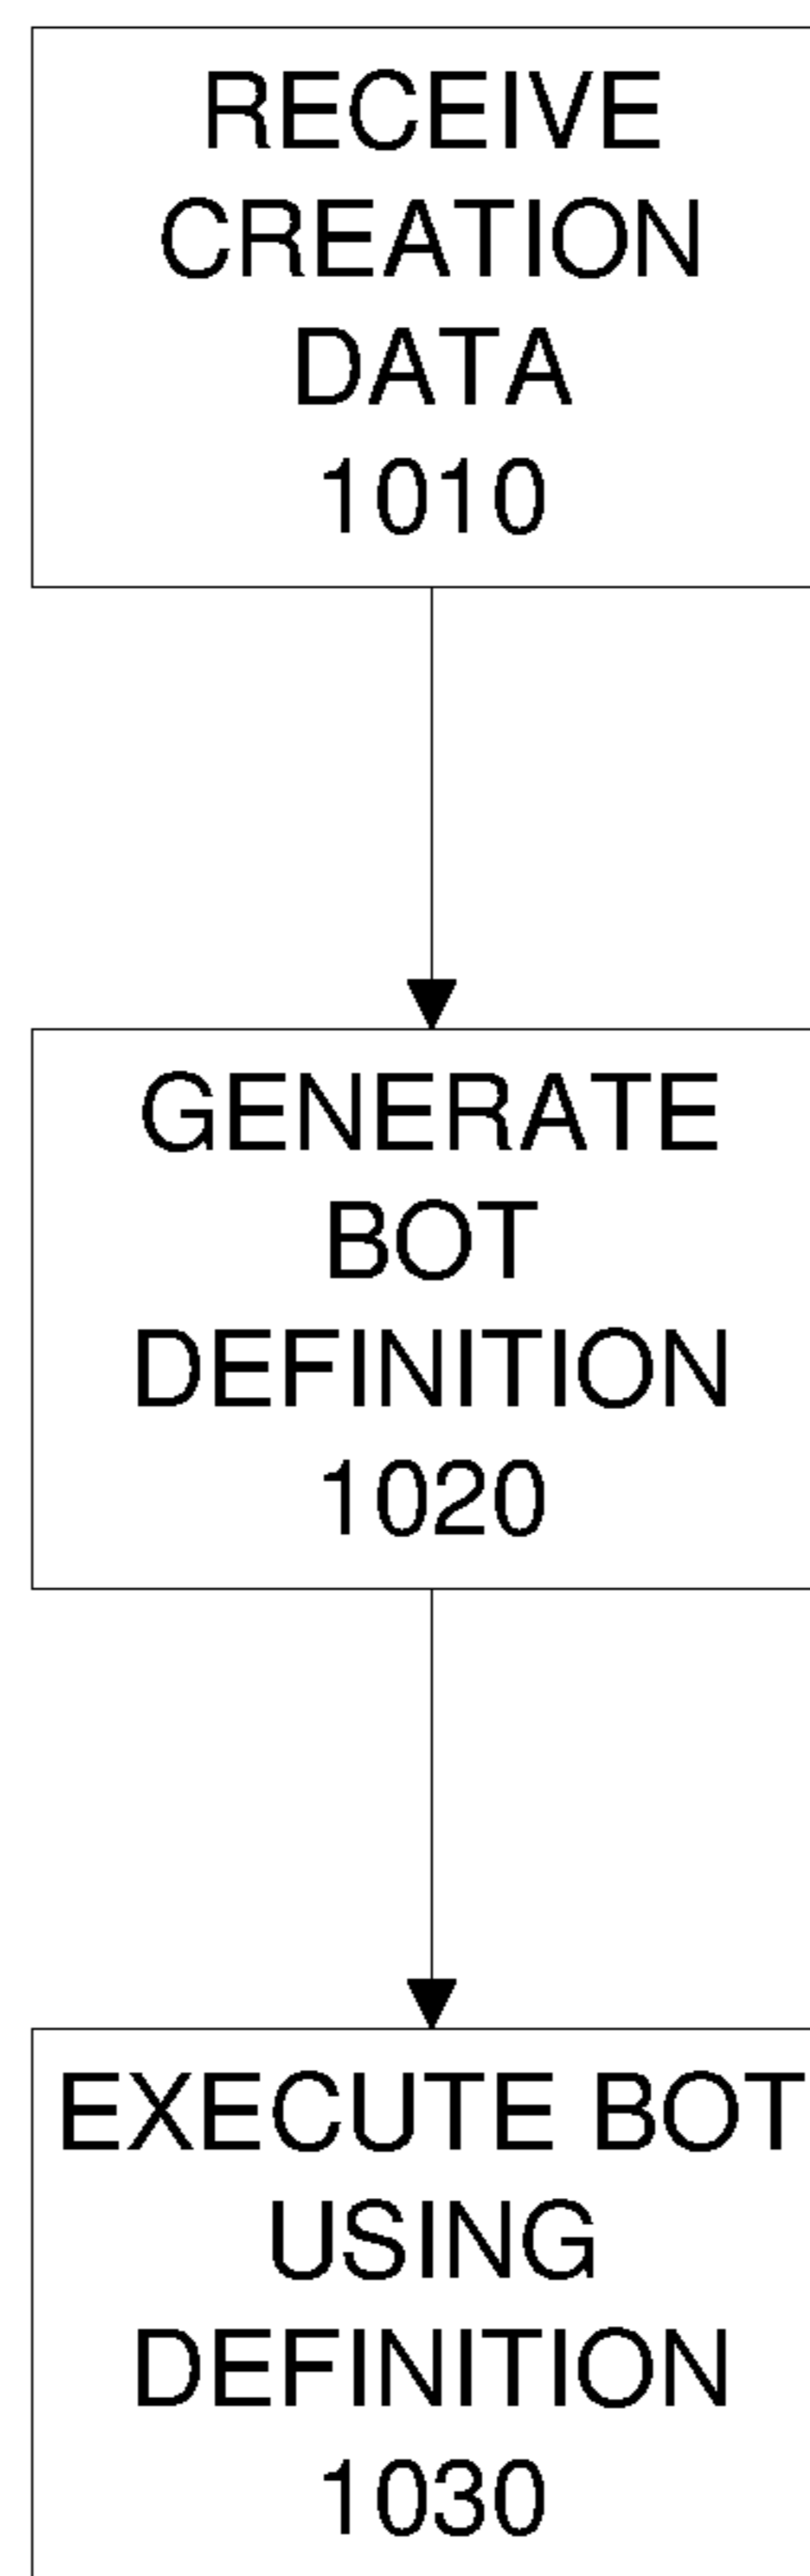 RECEIVE
CREATION
DATA
1010
GENERATE
BOT
DEFINITION
1020
EXECUTE BOT
USING
DEFINITION
1030